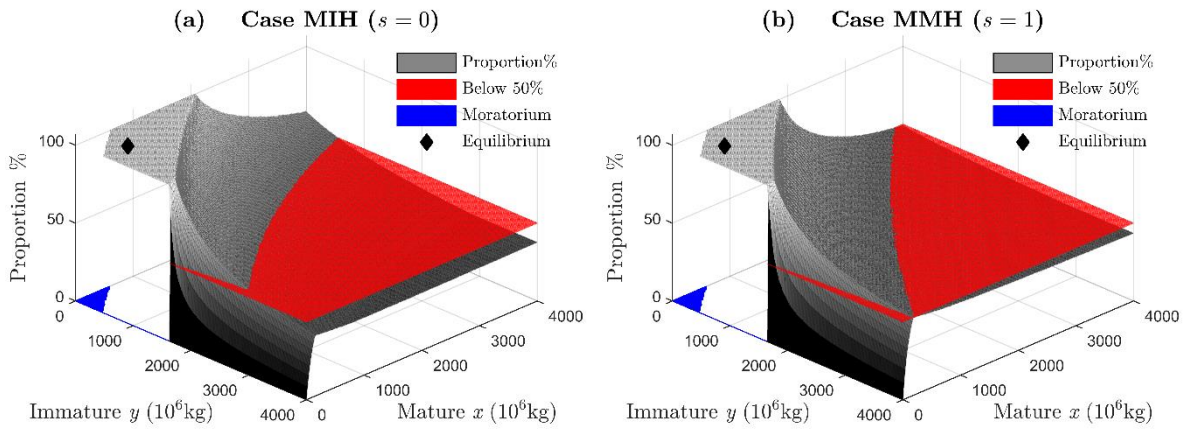 (a) Case MIH (s = 0)
Proportion%
Below 50%
Moratorium
Equilibrium
Proportion %
100
50
0
0
1000
2000
3000
4000
Immature y (10⁶kg)
0
1000
2000
3000
4000
Mature x (10⁶kg)
(b) Case MMH (s = 1)
Proportion%
Below 50%
Moratorium
Equilibrium
Proportion %
100
50
0
0
1000
2000
3000
4000
Immature y (10⁶kg)
0
1000
2000
3000
4000
Mature x (10⁶kg)